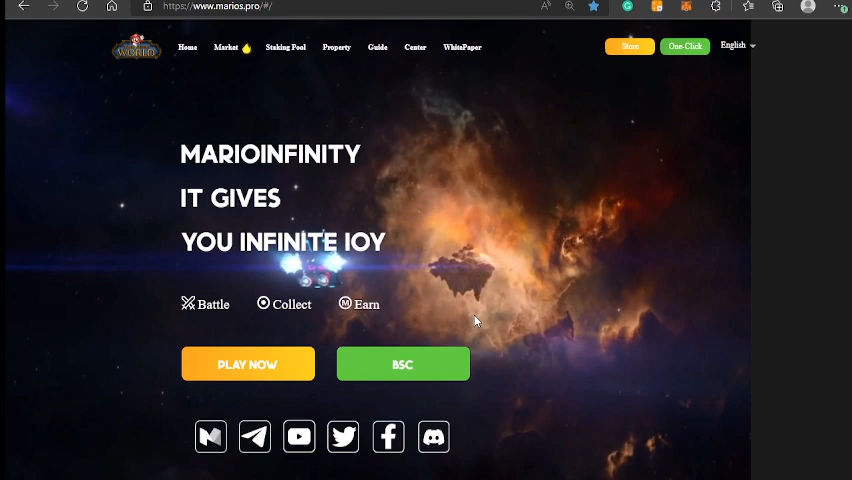 https://www.marios.pro/#/
WORLD
Home Market Staking Pool Property Guide Center WhitePaper Store One-Click English
MARIOINFINITY
IT GIVES
YOU INFINITE IOY
Battle Collect Earn
PLAY NOW BSC